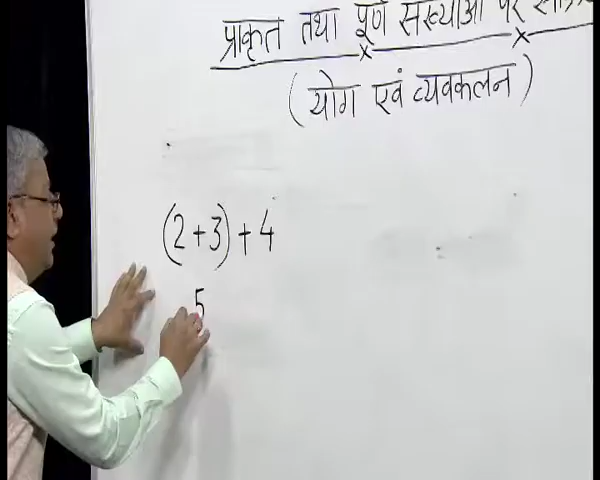 प्राकृत तथा पूर्ण संख्याओं पर
(योग एवं व्यवकलन)
(2+3)+4
5